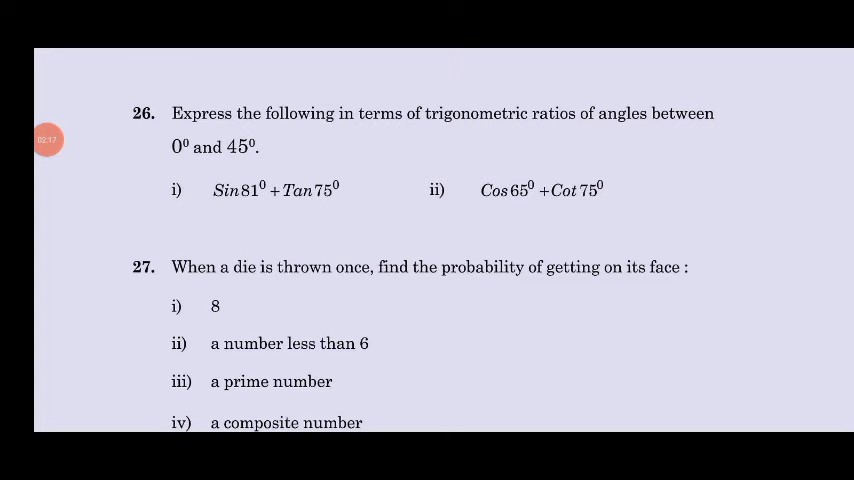 26. Express the following in terms of trigonometric ratios of angles between
0⁰ and 45⁰.
02:17
i) Sin81⁰ + Tan75⁰ ii) Cos65⁰ + Cot75⁰
27. When a die is thrown once, find the probability of getting on its face :
i) 8
ii) a number less than 6
iii) a prime number
iv) a composite number